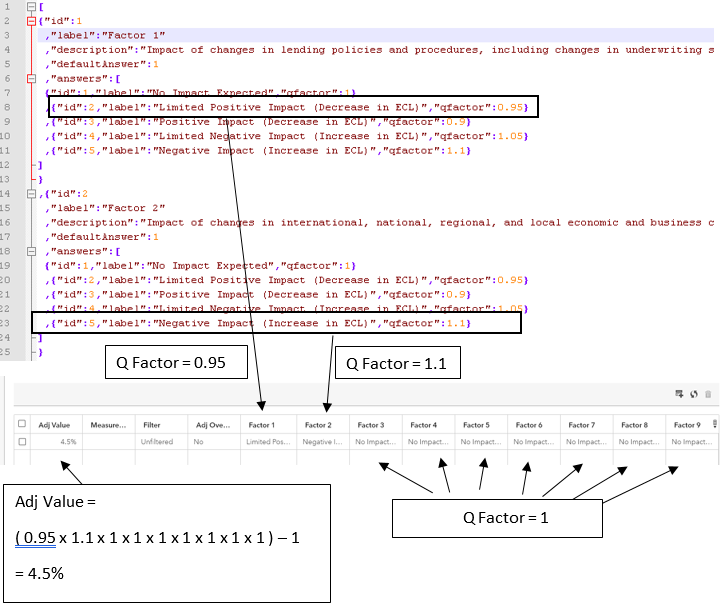 1 [
2 {"id":1
3 ,"label":"Factor 1"
4 ,"description":"Impact of changes in lending policies and procedures, including changes in underwriting s
5 ,"defaultAnswer":1
6 ,"answers":[
7 {"id":1,"label":"No Impact Expected","qfactor":1}
8 ,{"id":2,"label":"Limited Positive Impact (Decrease in ECL)","qfactor":0.95}
9 ,{"id":3,"label":"Positive Impact (Decrease in ECL)","qfactor":0.9}
10 ,{"id":4,"label":"Limited Negative Impact (Increase in ECL)","qfactor":1.05}
11 ,{"id":5,"label":"Negative Impact (Increase in ECL)","qfactor":1.1}
12 ]
13 }
14 ,{"id":2
15 ,"label":"Factor 2"
16 ,"description":"Impact of changes in international, national, regional, and local economic and business c
17 ,"defaultAnswer":1
18 ,"answers":[
19 {"id":1,"label":"No Impact Expected","qfactor":1}
20 ,{"id":2,"label":"Limited Positive Impact (Decrease in ECL)","qfactor":0.95}
21 ,{"id":3,"label":"Positive Impact (Decrease in ECL)","qfactor":0.9}
22 ,{"id":4,"label":"Limited Negative Impact (Increase in ECL)","qfactor":1.05}
23 ,{"id":5,"label":"Negative Impact (Increase in ECL)","qfactor":1.1}
24 ]
25 }
Q Factor = 0.95
Q Factor = 1.1
Adj Value Measure... Filter Adj Ove... Factor 1 Factor 2 Factor 3 Factor 4 Factor 5 Factor 6 Factor 7 Factor 8 Factor 9
4.5% Unfiltered No Limited Pos... Negative I... No Impact... No Impact... No Impact... No Impact... No Impact... No Impact... No Impact...
Q Factor = 1
Adj Value =
( 0.95 x 1.1 x 1 x 1 x 1 x 1 x 1 x 1 x 1 ) – 1
= 4.5%